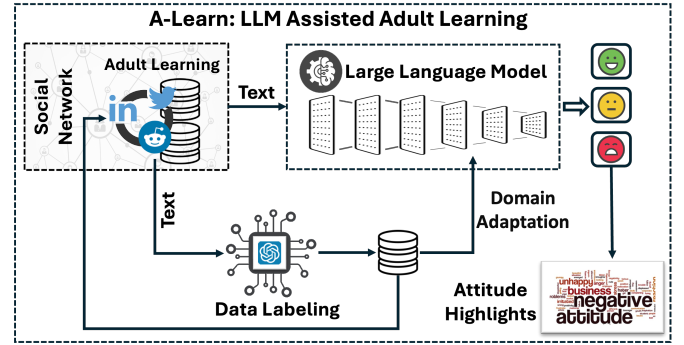 A-Learn: LLM Assisted Adult Learning
Social
Network
Adult Learning
in
Text
Large Language Model
Text
Domain
Adaptation
Data Labeling
Attitude
Highlights
unhappy
business
negative
attitude